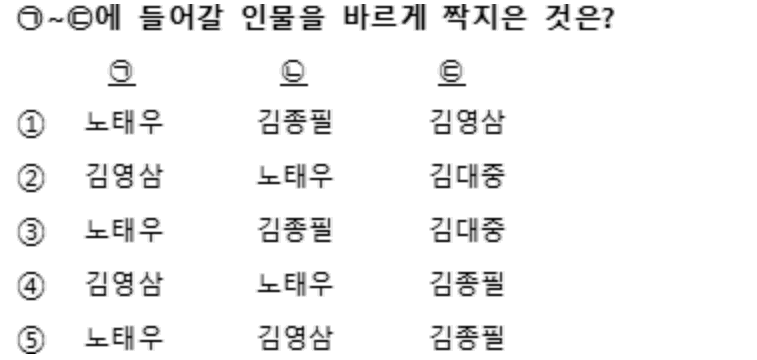 ㉠~㉢에 들어갈 인물을 바르게 짝지은 것은?
㉠ ㉡ ㉢
① 노태우 김종필 김영삼
② 김영삼 노태우 김대중
③ 노태우 김종필 김대중
④ 김영삼 노태우 김종필
⑤ 노태우 김영삼 김종필